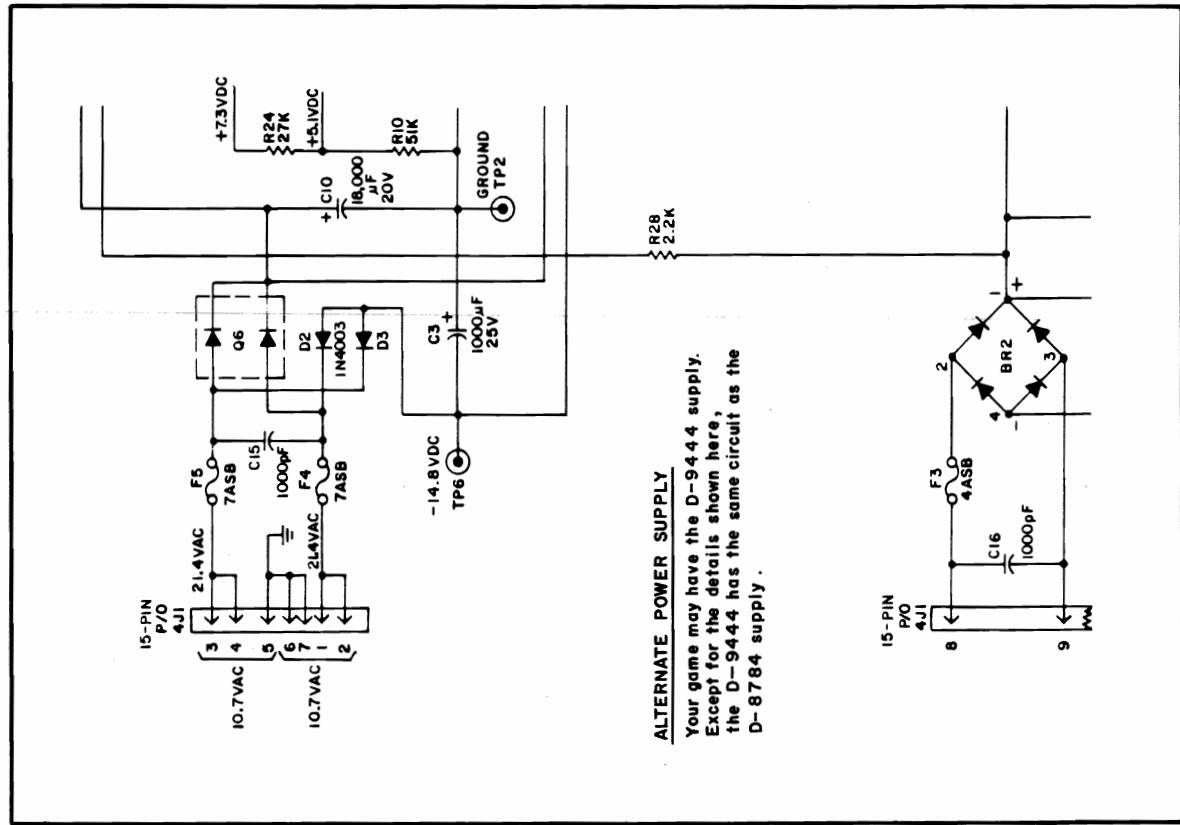 15-PIN
P/O
4J1
3
4
5
6
7
1
2
10.7VAC
10.7VAC
21.4VAC
21.4VAC
F5
7ASB
C15
1000pF
F4
7ASB
Q6
D2
1N4003
D3
+7.3VDC
R24
27K
+5.1VDC
R10
51K
+
C10
18,000
µF
20V
GROUND
TP2
-14.8VDC
TP6
C3
+
1000µF
25V
R28
2.2K
ALTERNATE POWER SUPPLY
Your game may have the D-9444 supply.
Except for the details shown here,
the D-9444 has the same circuit as the
D-8784 supply.
15-PIN
P/O
4J1
8
9
F3
4ASB
C16
1000pF
1
+
2
BR2
3
4
-